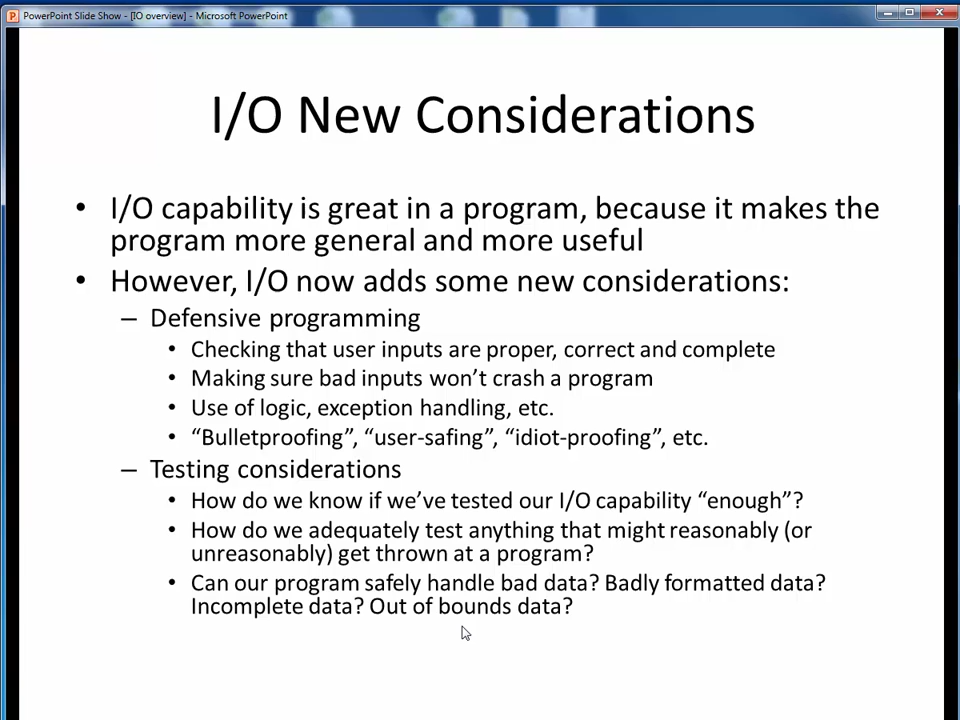 PowerPoint Slide Show - [IO overview] - Microsoft PowerPoint
I/O New Considerations
• I/O capability is great in a program, because it makes the
program more general and more useful
• However, I/O now adds some new considerations:
– Defensive programming
• Checking that user inputs are proper, correct and complete
• Making sure bad inputs won’t crash a program
• Use of logic, exception handling, etc.
• “Bulletproofing”, “user-safing”, “idiot-proofing”, etc.
– Testing considerations
• How do we know if we’ve tested our I/O capability “enough”?
• How do we adequately test anything that might reasonably (or
unreasonably) get thrown at a program?
• Can our program safely handle bad data? Badly formatted data?
Incomplete data? Out of bounds data?